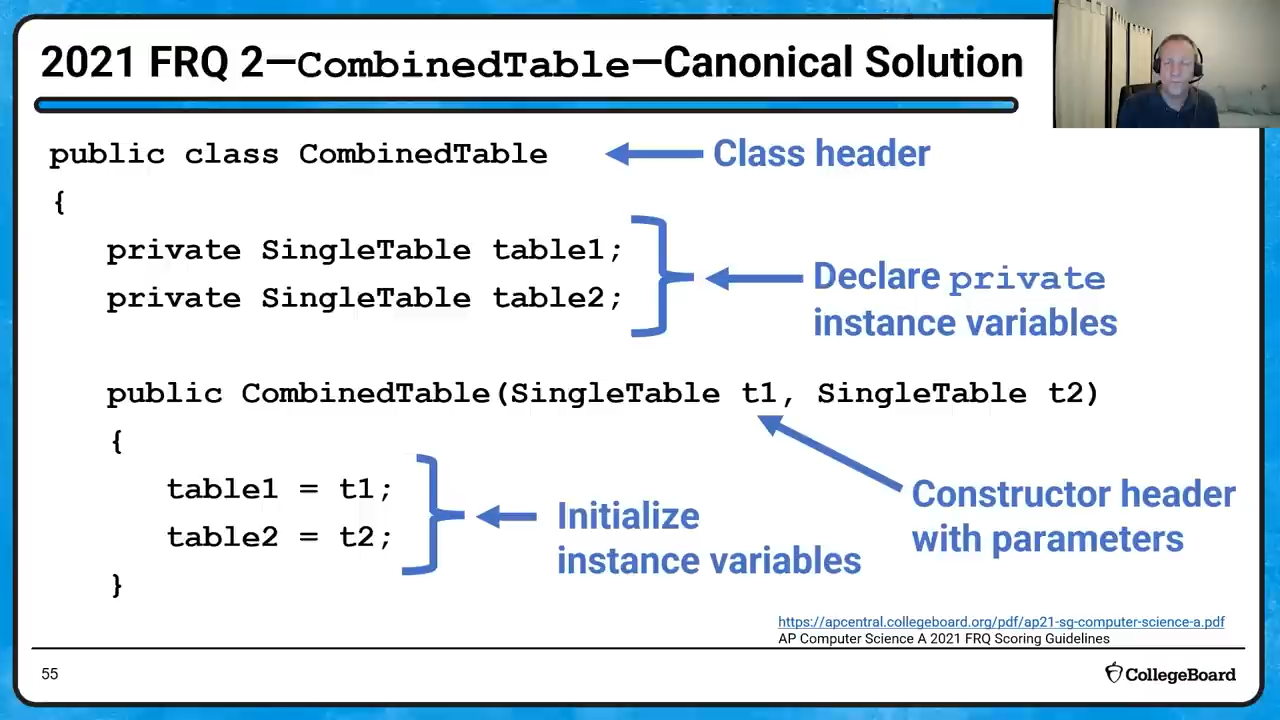 2021 FRQ 2—CombinedTable—Canonical Solution
public class CombinedTable
Class header
{
private SingleTable table1;
private SingleTable table2;
Declare private
instance variables
public CombinedTable(SingleTable t1, SingleTable t2)
{
table1 = t1;
table2 = t2;
Initialize
instance variables
Constructor header
with parameters
}
https://apcentral.collegeboard.org/pdf/ap21-sg-computer-science-a.pdf
AP Computer Science A 2021 FRQ Scoring Guidelines
55
CollegeBoard